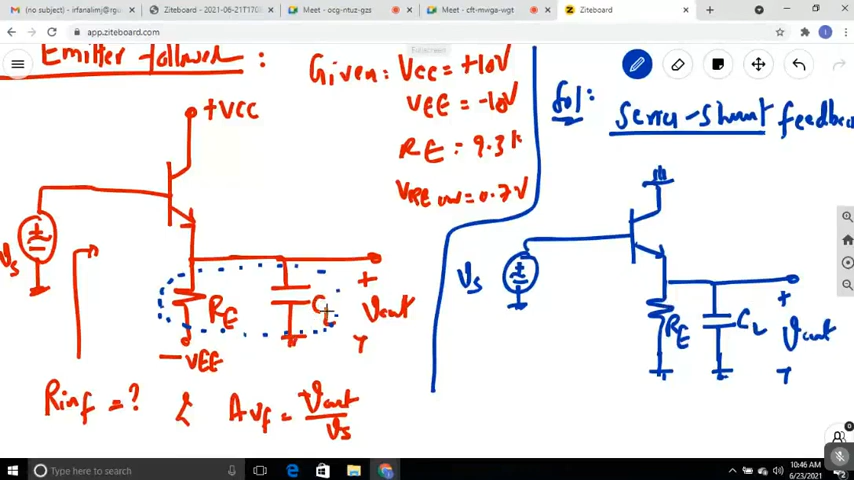 (no subject) - irfanalimj@rgu
Ziteboard - 2021-06-21T1708
Meet - ocg-ntuz-gzs
Meet - cft-mwga-wgt
Ziteboard
app.ziteboard.com
Emitter follower :
+VCC
Vs
RE
CL
+
Vout
-VEE
Rinf = ? & Avf = Vout/Vs
Given: VCC = +10V
VEE = -10V
RE = 9.3k
VBE on = 0.7V
Sol:
Series-Shunt feedback
Vs
RE
CL
+
Vout
Type here to search
10:46 AM
6/23/2021